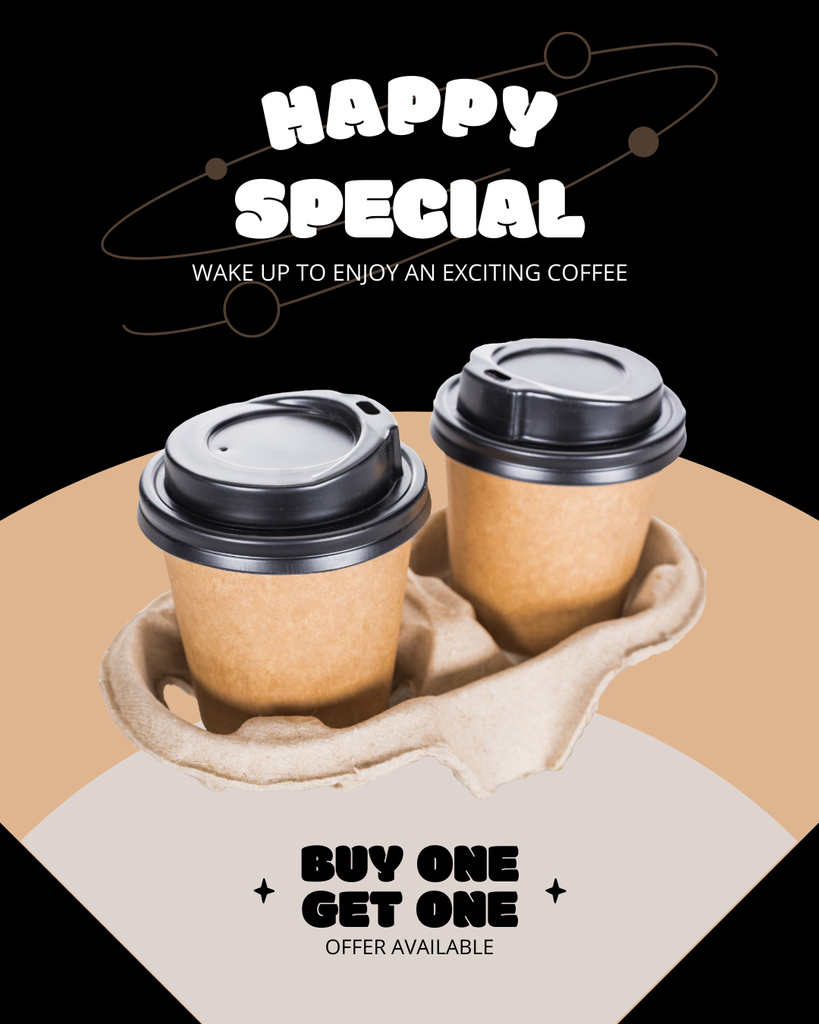 HAPPY
SPECIAL
WAKE UP TO ENJOY AN EXCITING COFFEE
BUY ONE
GET ONE
OFFER AVAILABLE